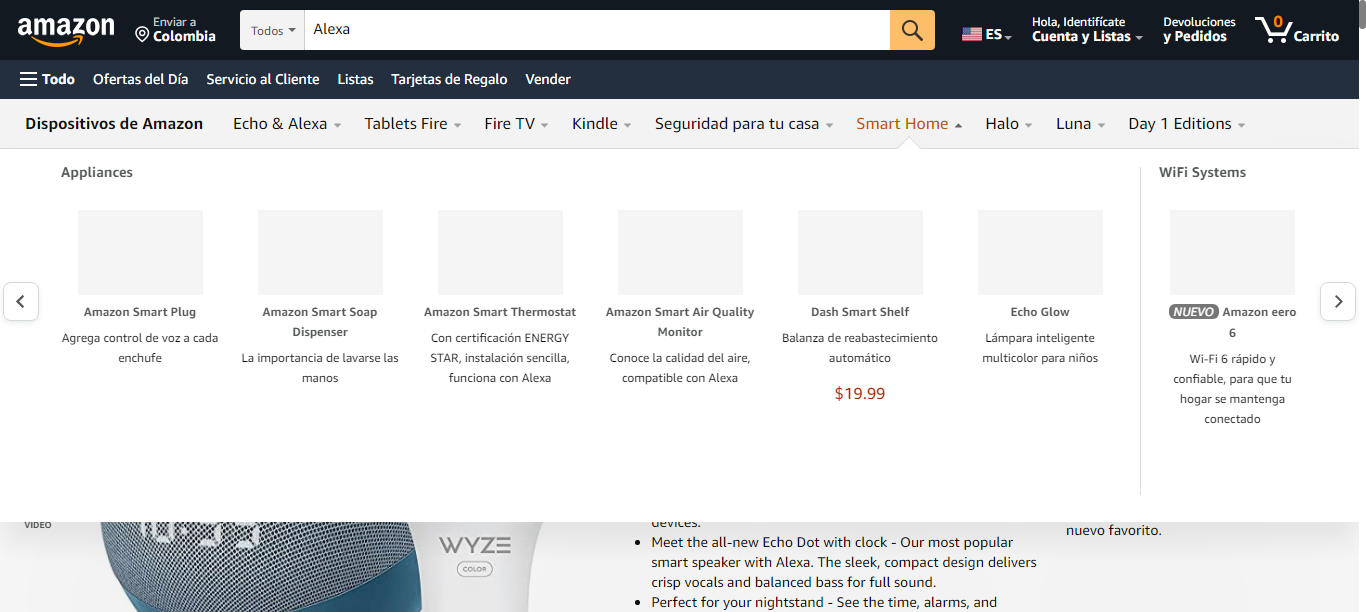 amazon
Enviar a
Colombia
Todos
Alexa
ES
Hola, Identifícate
Cuenta y Listas
Devoluciones
y Pedidos
0
Carrito
Todo
Ofertas del Día
Servicio al Cliente
Listas
Tarjetas de Regalo
Vender
Dispositivos de Amazon
Echo & Alexa
Tablets Fire
Fire TV
Kindle
Seguridad para tu casa
Smart Home
Halo
Luna
Day 1 Editions
Appliances
Amazon Smart Plug
Agrega control de voz a cada
enchufe
Amazon Smart Soap
Dispenser
La importancia de lavarse las
manos
Amazon Smart Thermostat
Con certificación ENERGY
STAR, instalación sencilla,
funciona con Alexa
Amazon Smart Air Quality
Monitor
Conoce la calidad del aire,
compatible con Alexa
Dash Smart Shelf
Balanza de reabastecimiento
automático
$19.99
Echo Glow
Lámpara inteligente
multicolor para niños
WiFi Systems
NUEVO Amazon eero
6
Wi-Fi 6 rápido y
confiable, para que tu
hogar se mantenga
conectado
VIDEO
WYZE
COLOR
devices.
Meet the all-new Echo Dot with clock - Our most popular
smart speaker with Alexa. The sleek, compact design delivers
crisp vocals and balanced bass for full sound.
Perfect for your nightstand - See the time, alarms, and
nuevo favorito.